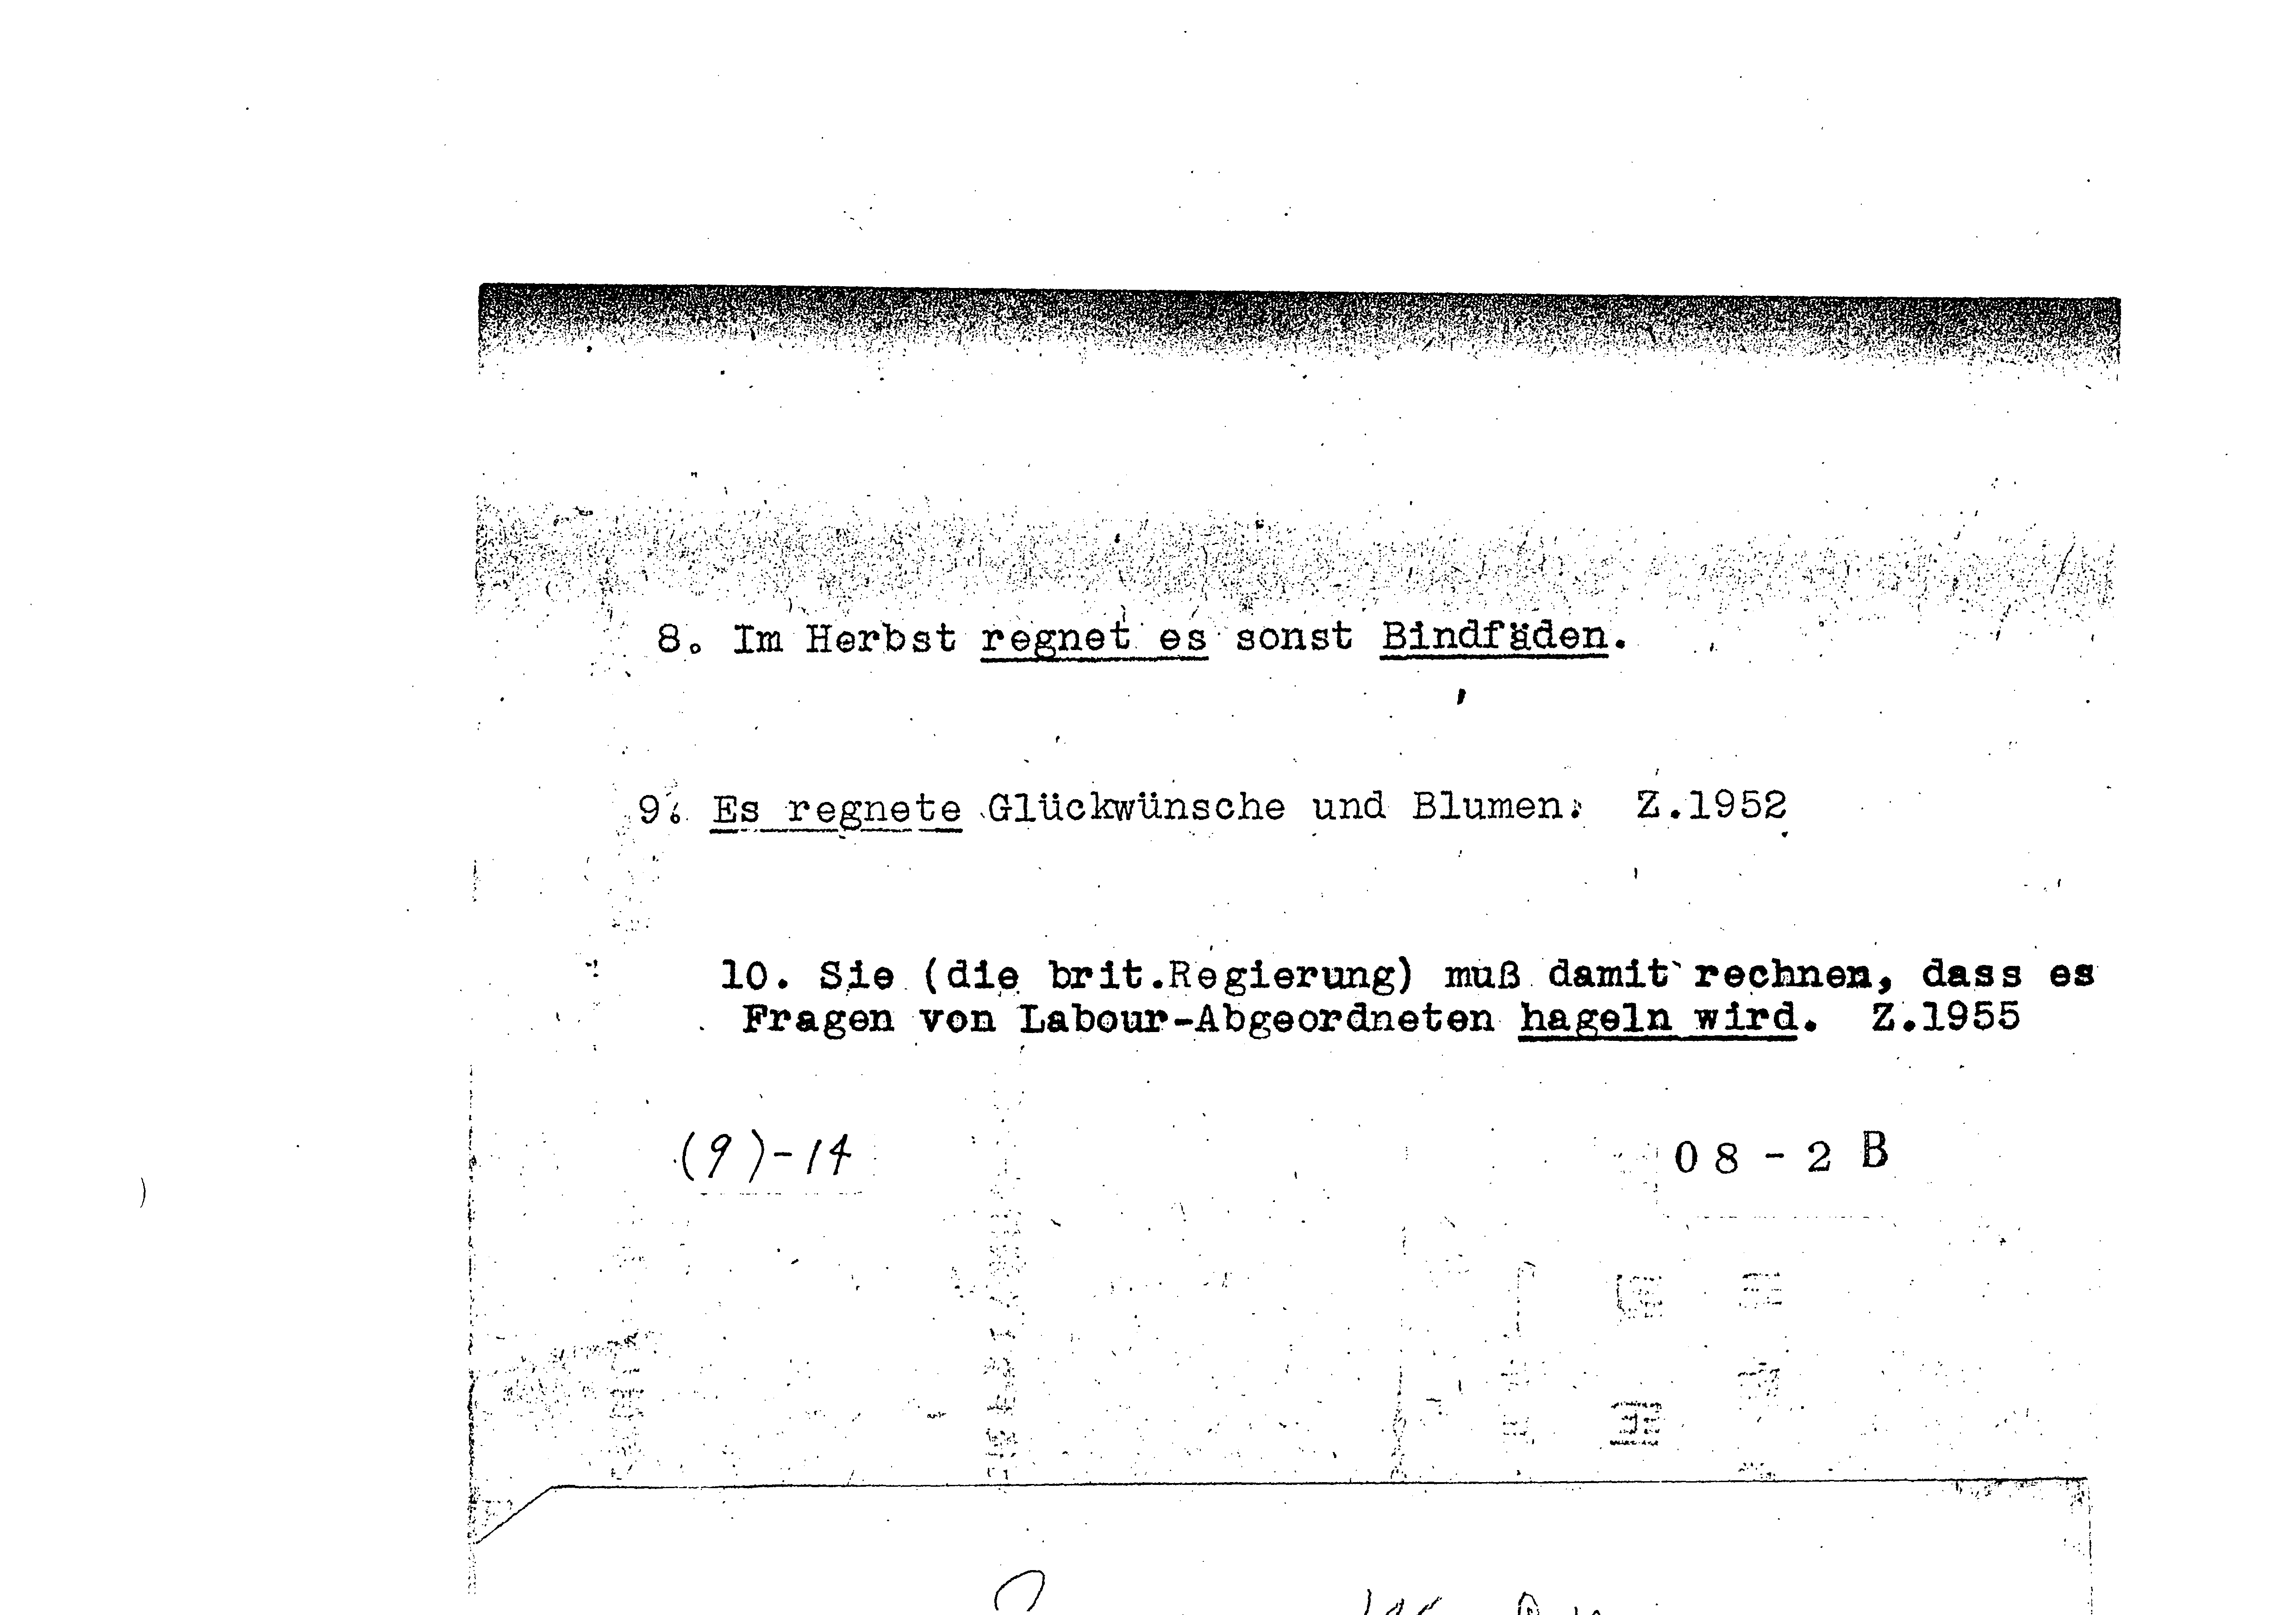 8. Im Herbst regnet es sonst Bindfäden.
9. Es regnete Glückwünsche und Blumen. Z.1952
10. Sie (die brit.Regierung) muß damit rechnen, dass es
Fragen von Labour-Abgeordneten hageln wird. Z.1955
(9)-14
08-2 B